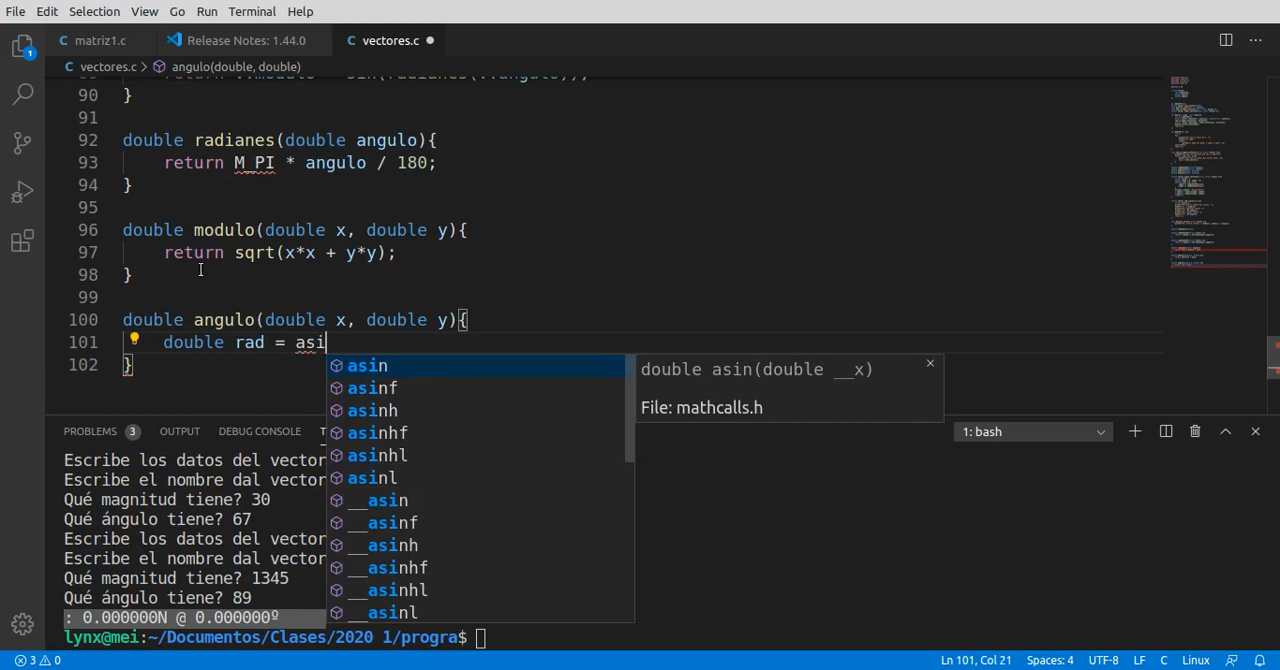 File Edit Selection View Go Run Terminal Help
matriz1.c Release Notes: 1.44.0 vectores.c
vectores.c > angulo(double, double)
90 }
91
92 double radianes(double angulo){
93 return M_PI * angulo / 180;
94 }
95
96 double modulo(double x, double y){
97 return sqrt(x*x + y*y);
98 }
99
100 double angulo(double x, double y){
101 double rad = asi
102 }
asin
asinf
asinh
asinhf
asinhl
asinl
__asin
__asinf
__asinh
__asinhf
__asinhl
__asinl
double asin(double __x)
File: mathcalls.h
PROBLEMS 3 OUTPUT DEBUG CONSOLE 1: bash
Escribe los datos del vector
Escribe el nombre dal vector
Qué magnitud tiene? 30
Qué ángulo tiene? 67
Escribe los datos del vector
Escribe el nombre dal vector
Qué magnitud tiene? 1345
Qué ángulo tiene? 89
: 0.000000N @ 0.000000º
lynx@mei:~/Documentos/Clases/2020 1/progra$
3 0 Ln 101, Col 21 Spaces: 4 UTF-8 LF C Linux